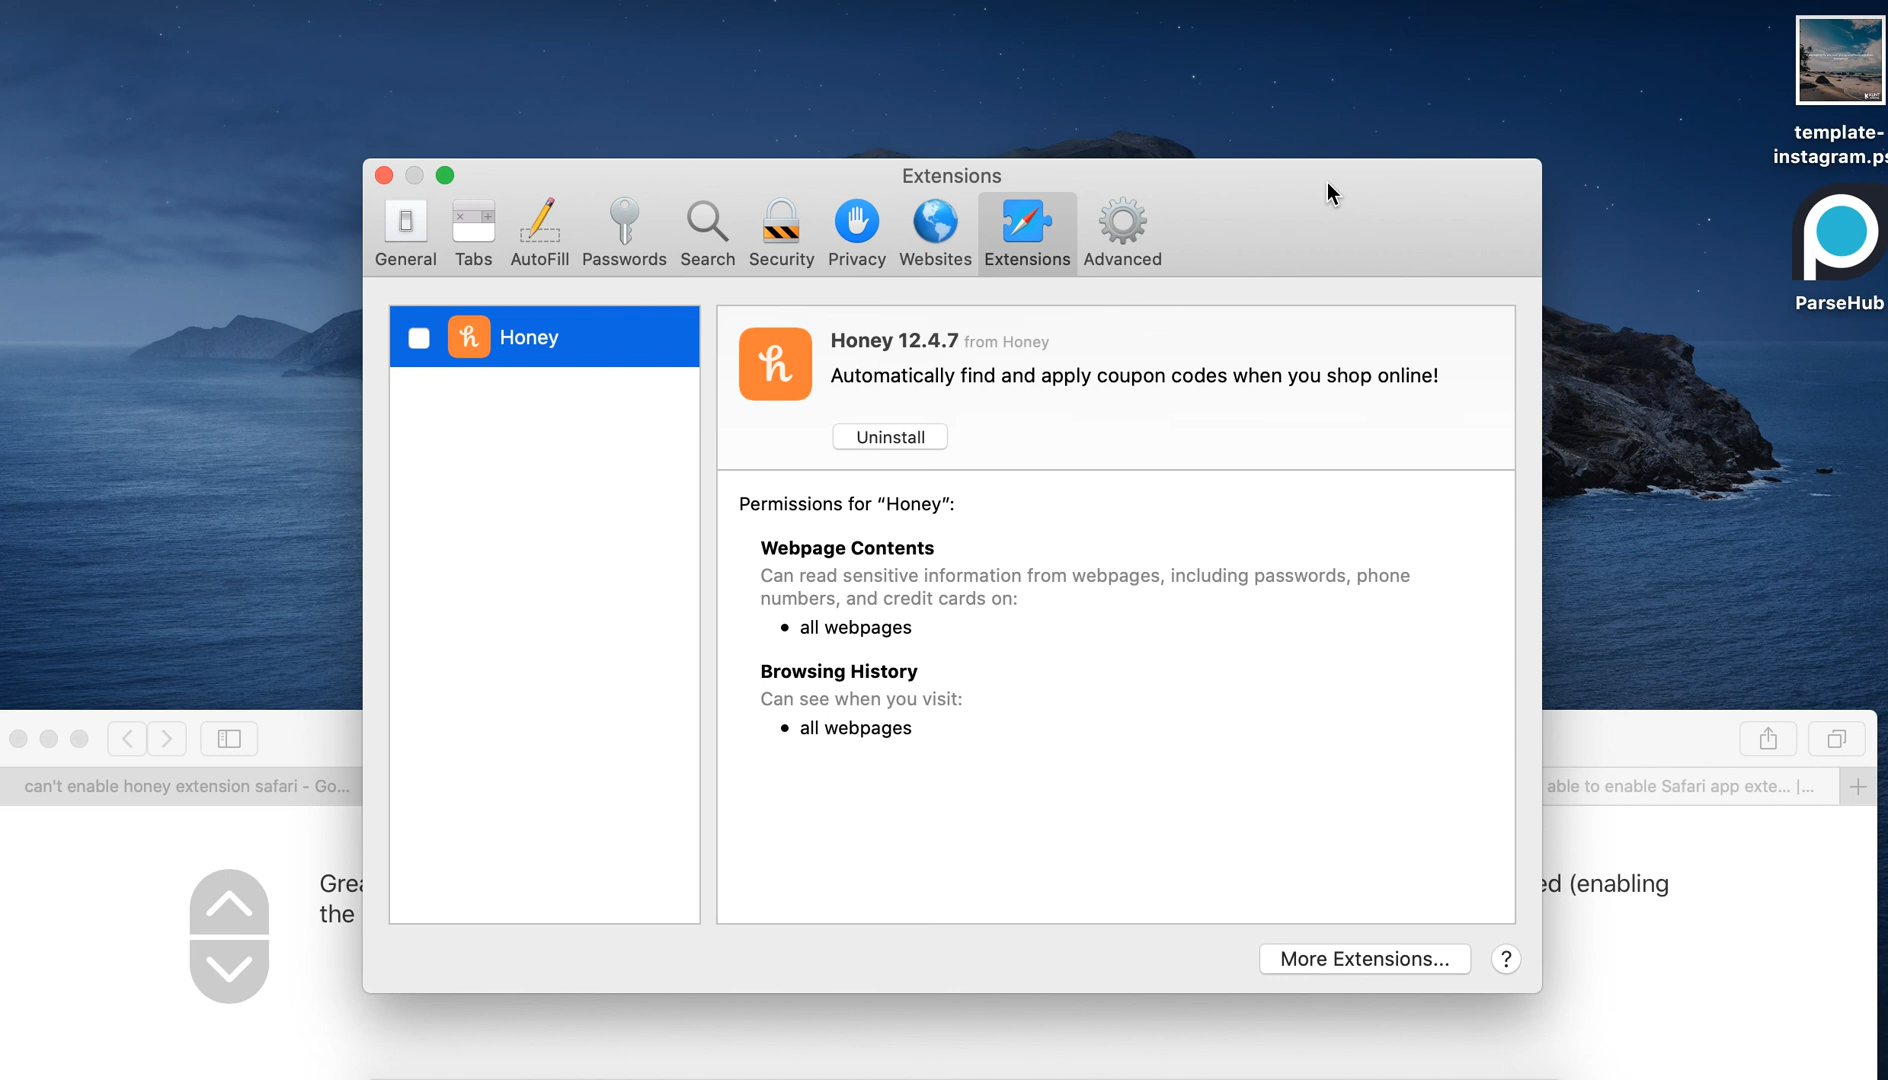 template-
instagram.ps
ParseHub
Extensions
General Tabs AutoFill Passwords Search Security Privacy Websites Extensions Advanced
Honey
Honey 12.4.7 from Honey
Automatically find and apply coupon codes when you shop online!
Uninstall
Permissions for “Honey”:
Webpage Contents
Can read sensitive information from webpages, including passwords, phone
numbers, and credit cards on:
• all webpages
Browsing History
Can see when you visit:
• all webpages
More Extensions... ?
can't enable honey extension safari - Go...
able to enable Safari app exte... |...
Grea
the
ed (enabling